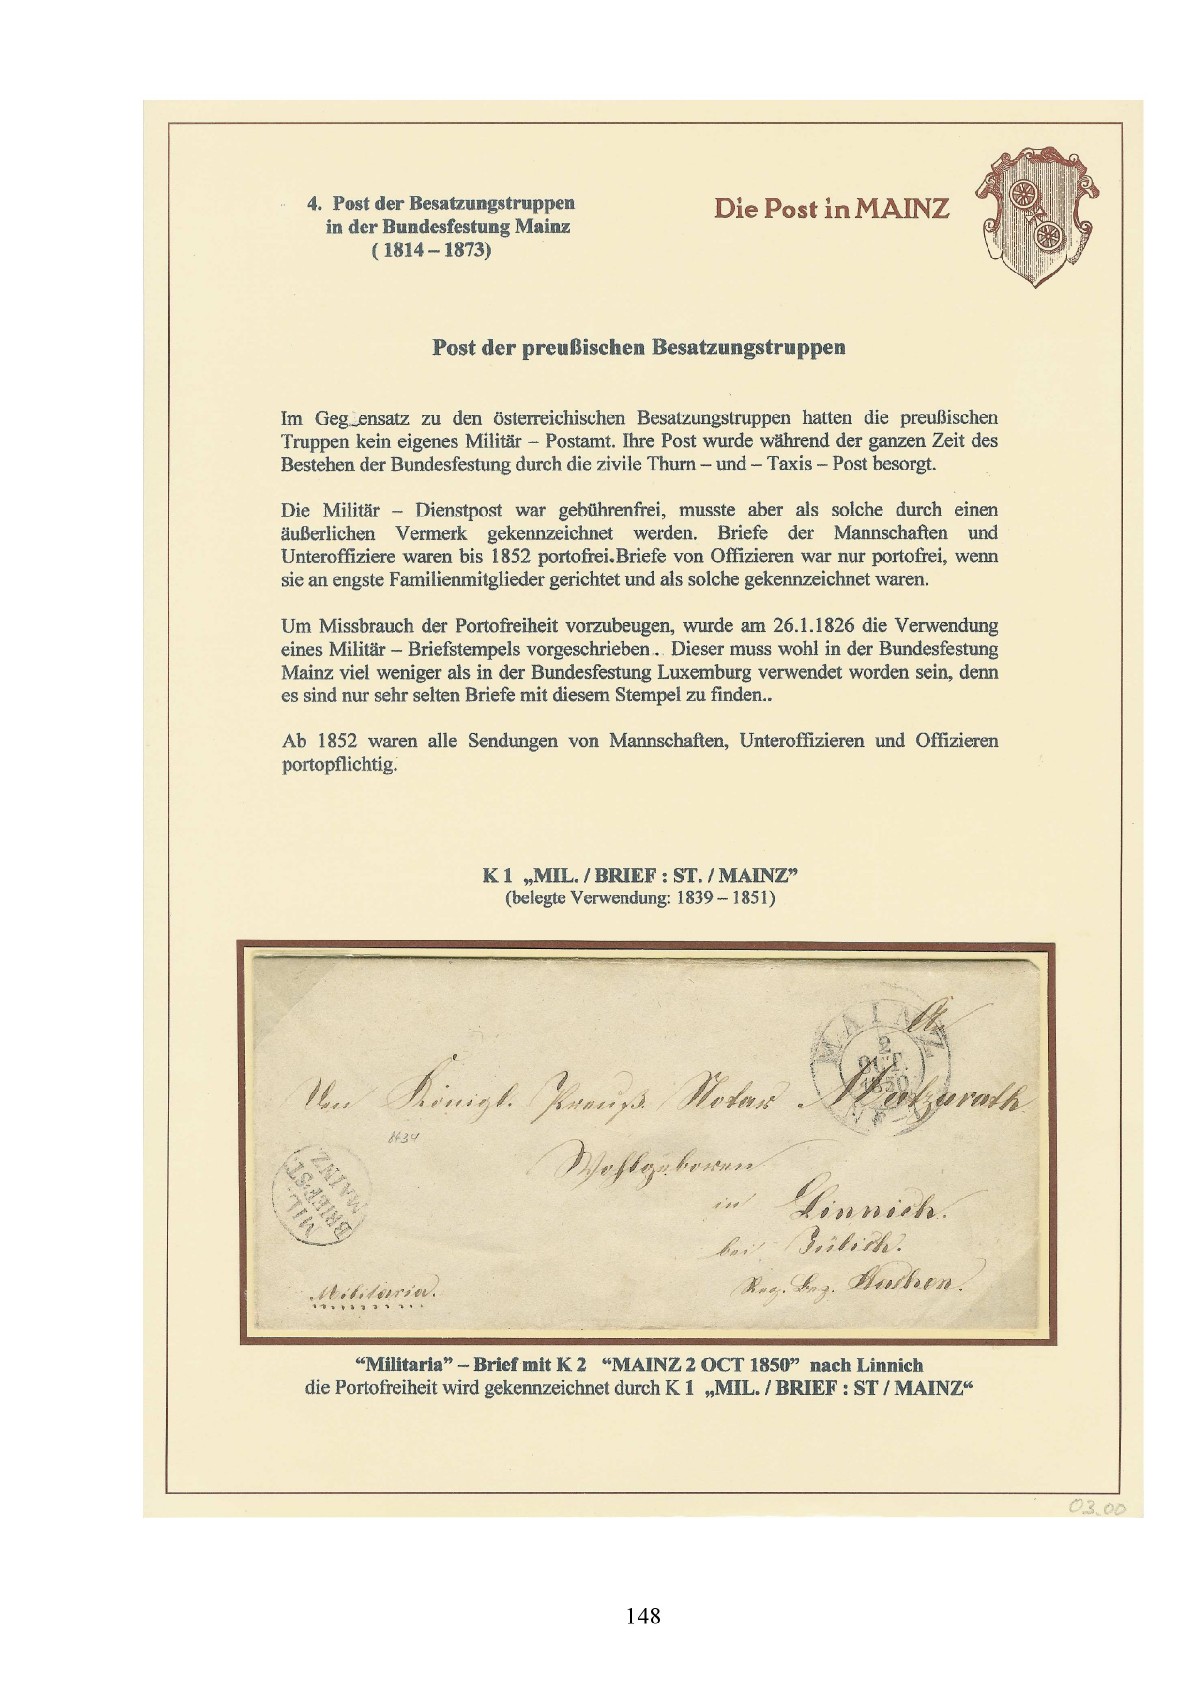 4. Post der Besatzungstruppen
in der Bundesfestung Mainz
( 1814 – 1873)
Die Post in MAINZ
Post der preußischen Besatzungstruppen
Im Geg_ensatz zu den österreichischen Besatzungstruppen hatten die preußischen
Truppen kein eigenes Militär – Postamt. Ihre Post wurde während der ganzen Zeit des
Bestehen der Bundesfestung durch die zivile Thurn – und – Taxis – Post besorgt.
Die Militär – Dienstpost war gebührenfrei, musste aber als solche durch einen
äußerlichen Vermerk gekennzeichnet werden. Briefe der Mannschaften und
Unteroffiziere waren bis 1852 portofrei.Briefe von Offizieren war nur portofrei, wenn
sie an engste Familienmitglieder gerichtet und als solche gekennzeichnet waren.
Um Missbrauch der Portofreiheit vorzubeugen, wurde am 26.1.1826 die Verwendung
eines Militär – Briefstempels vorgeschrieben.. Dieser muss wohl in der Bundesfestung
Mainz viel weniger als in der Bundesfestung Luxemburg verwendet worden sein, denn
es sind nur sehr selten Briefe mit diesem Stempel zu finden..
Ab 1852 waren alle Sendungen von Mannschaften, Unteroffizieren und Offizieren
portopflichtig.
K 1 „MIL. / BRIEF : ST. / MAINZ”
(belegte Verwendung: 1839 – 1851)
MAINZ
2
OCT.
1850
Königl. Preuß. Notar
Wohlgeboren
in Linnich.
bei Jülich.
Reg. Bez. Aachen.
MIL.
BRIEF:ST.
MAINZ
Militaria.
“Militaria” – Brief mit K 2 “MAINZ 2 OCT 1850” nach Linnich
die Portofreiheit wird gekennzeichnet durch K 1 „MIL. / BRIEF : ST / MAINZ“
03.00
148